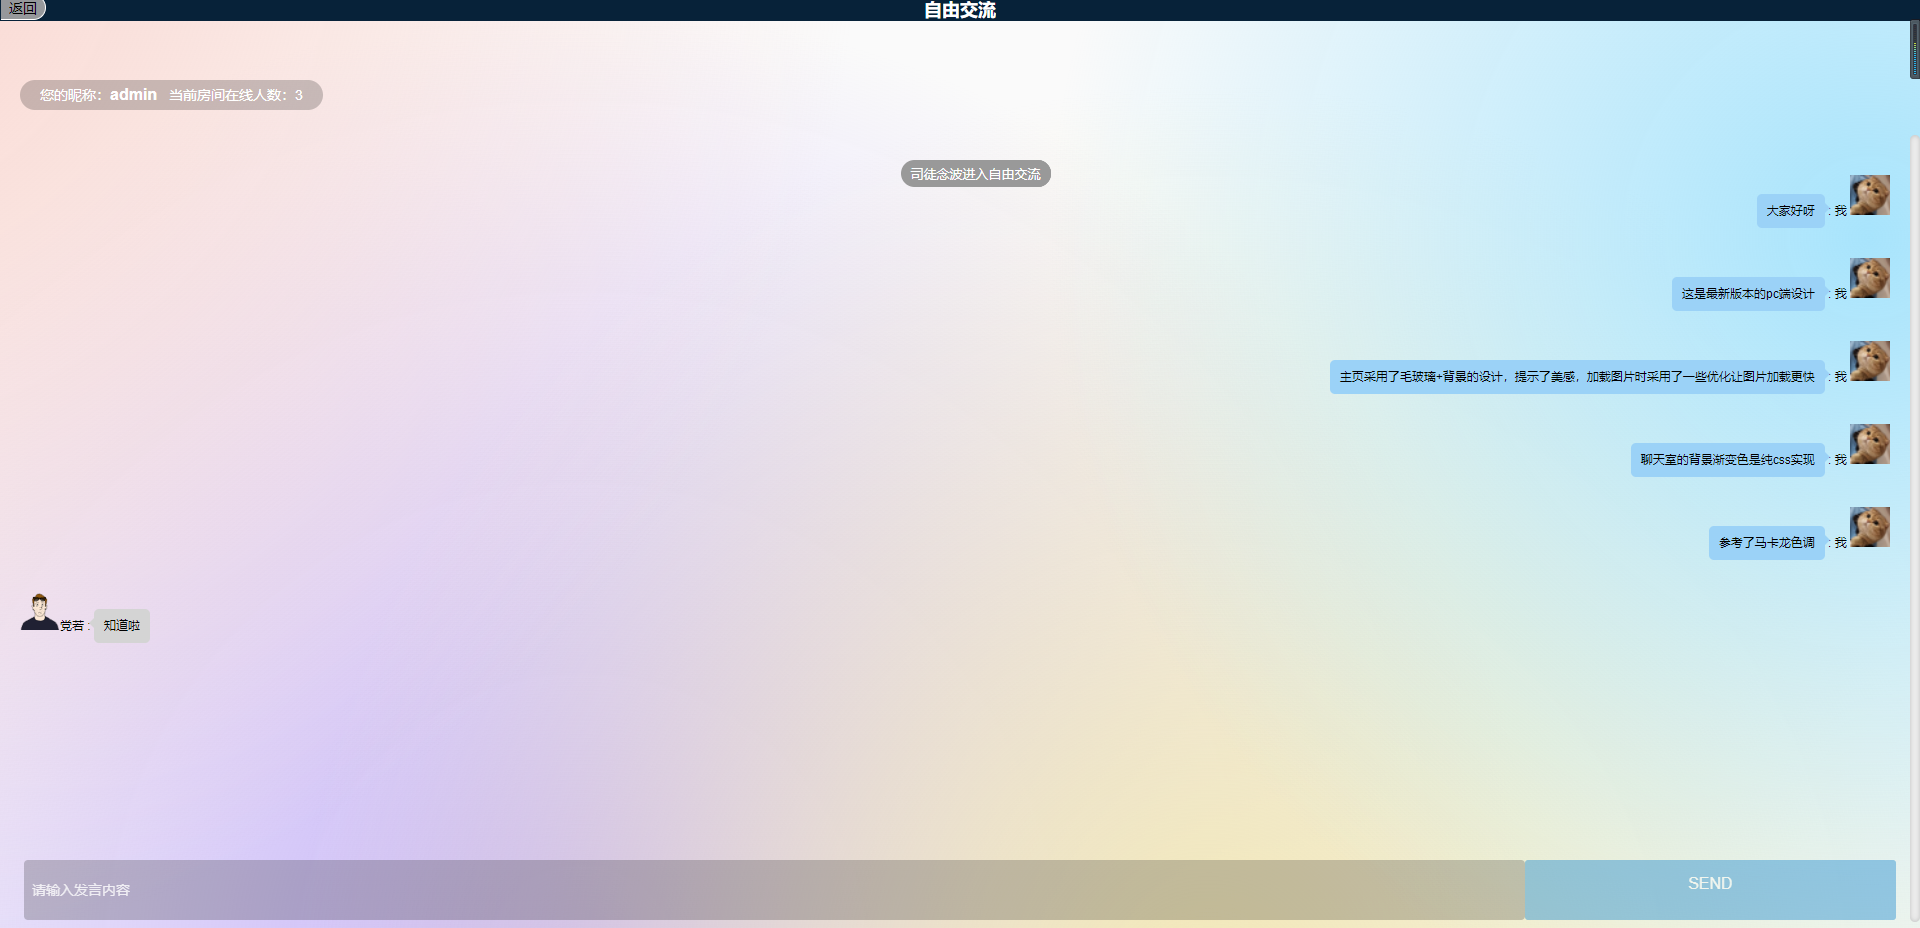 返回
自由交流
您的昵称：admin 当前房间在线人数：3
司徒念波进入自由交流
大家好呀 : 我
这是最新版本的pc端设计 : 我
主页采用了毛玻璃+背景的设计，提示了美感，加载图片时采用了一些优化让图片加载更快 : 我
聊天室的背景渐变色是纯css实现 : 我
参考了马卡龙色调 : 我
党若 : 知道啦
请输入发言内容
SEND